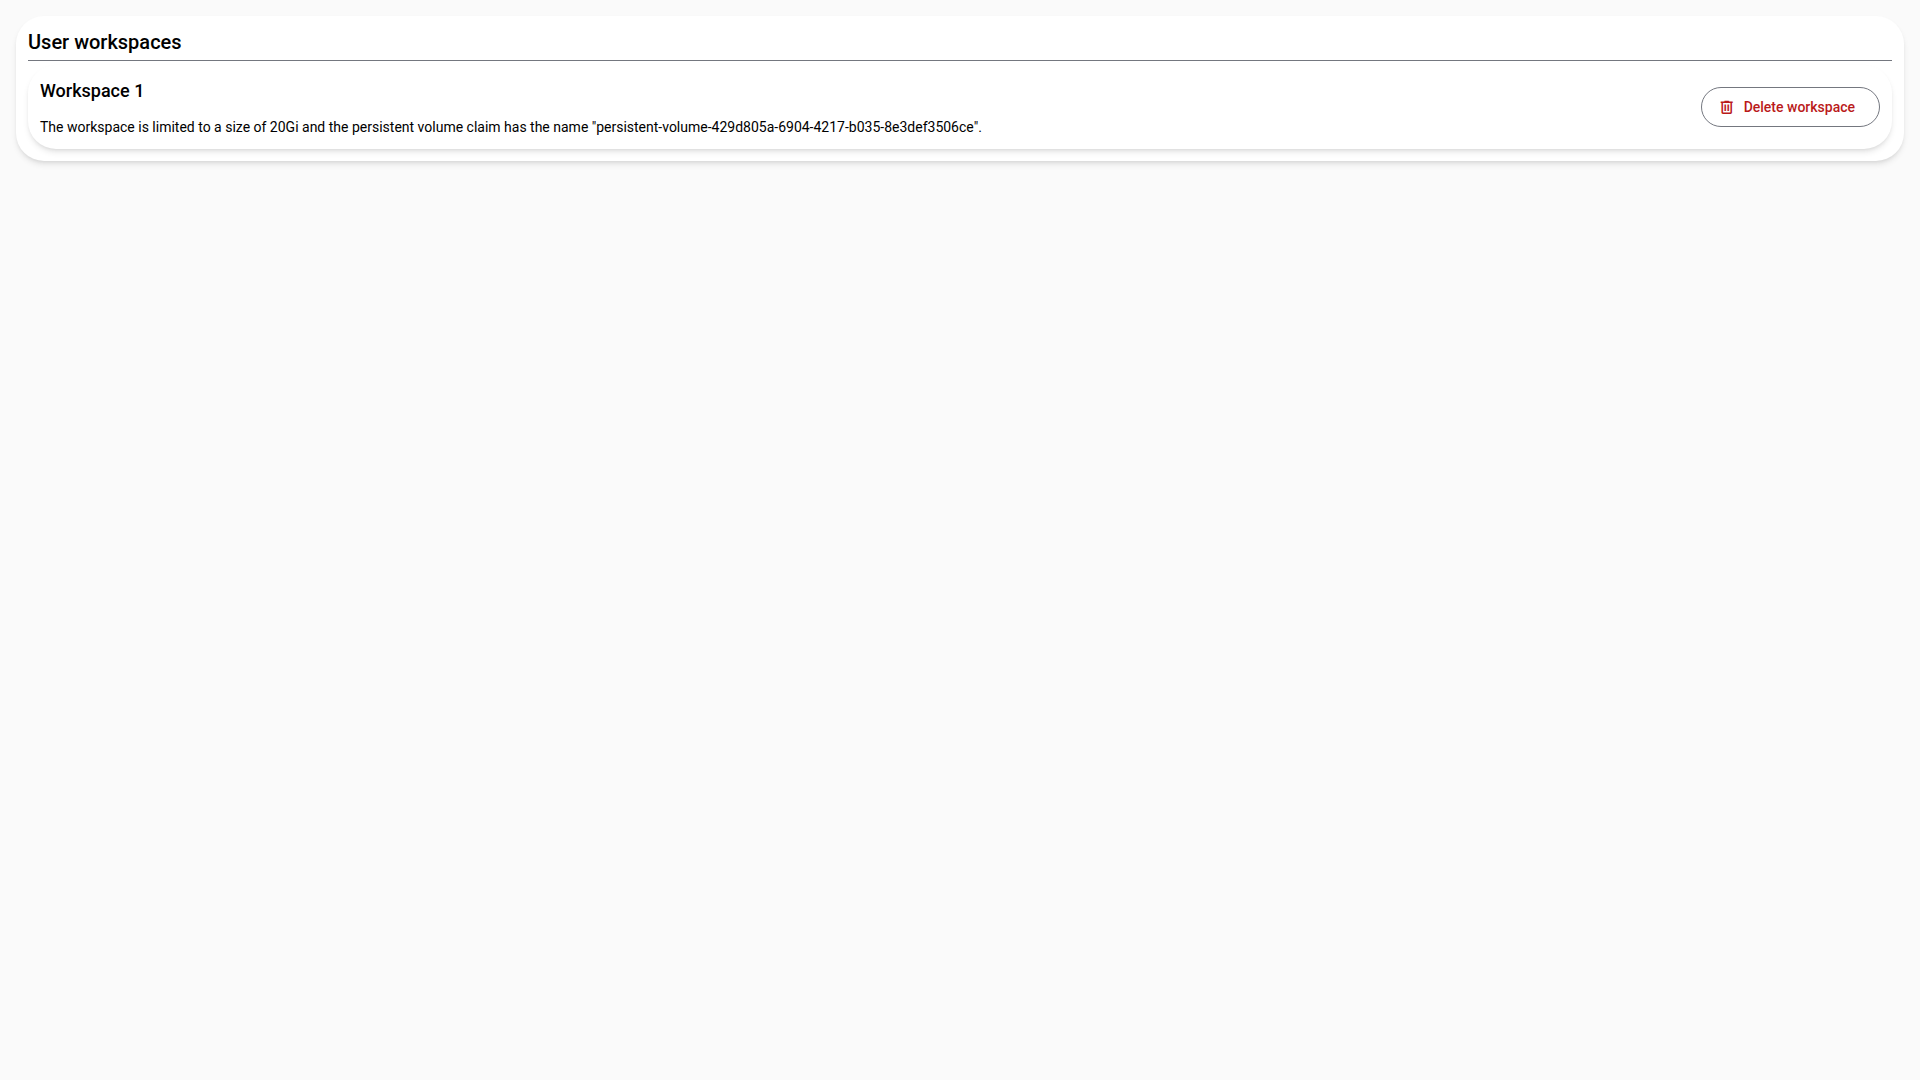 User workspaces
Workspace 1
The workspace is limited to a size of 20Gi and the persistent volume claim has the name "persistent-volume-429d805a-6904-4217-b035-8e3def3506ce".
Delete workspace